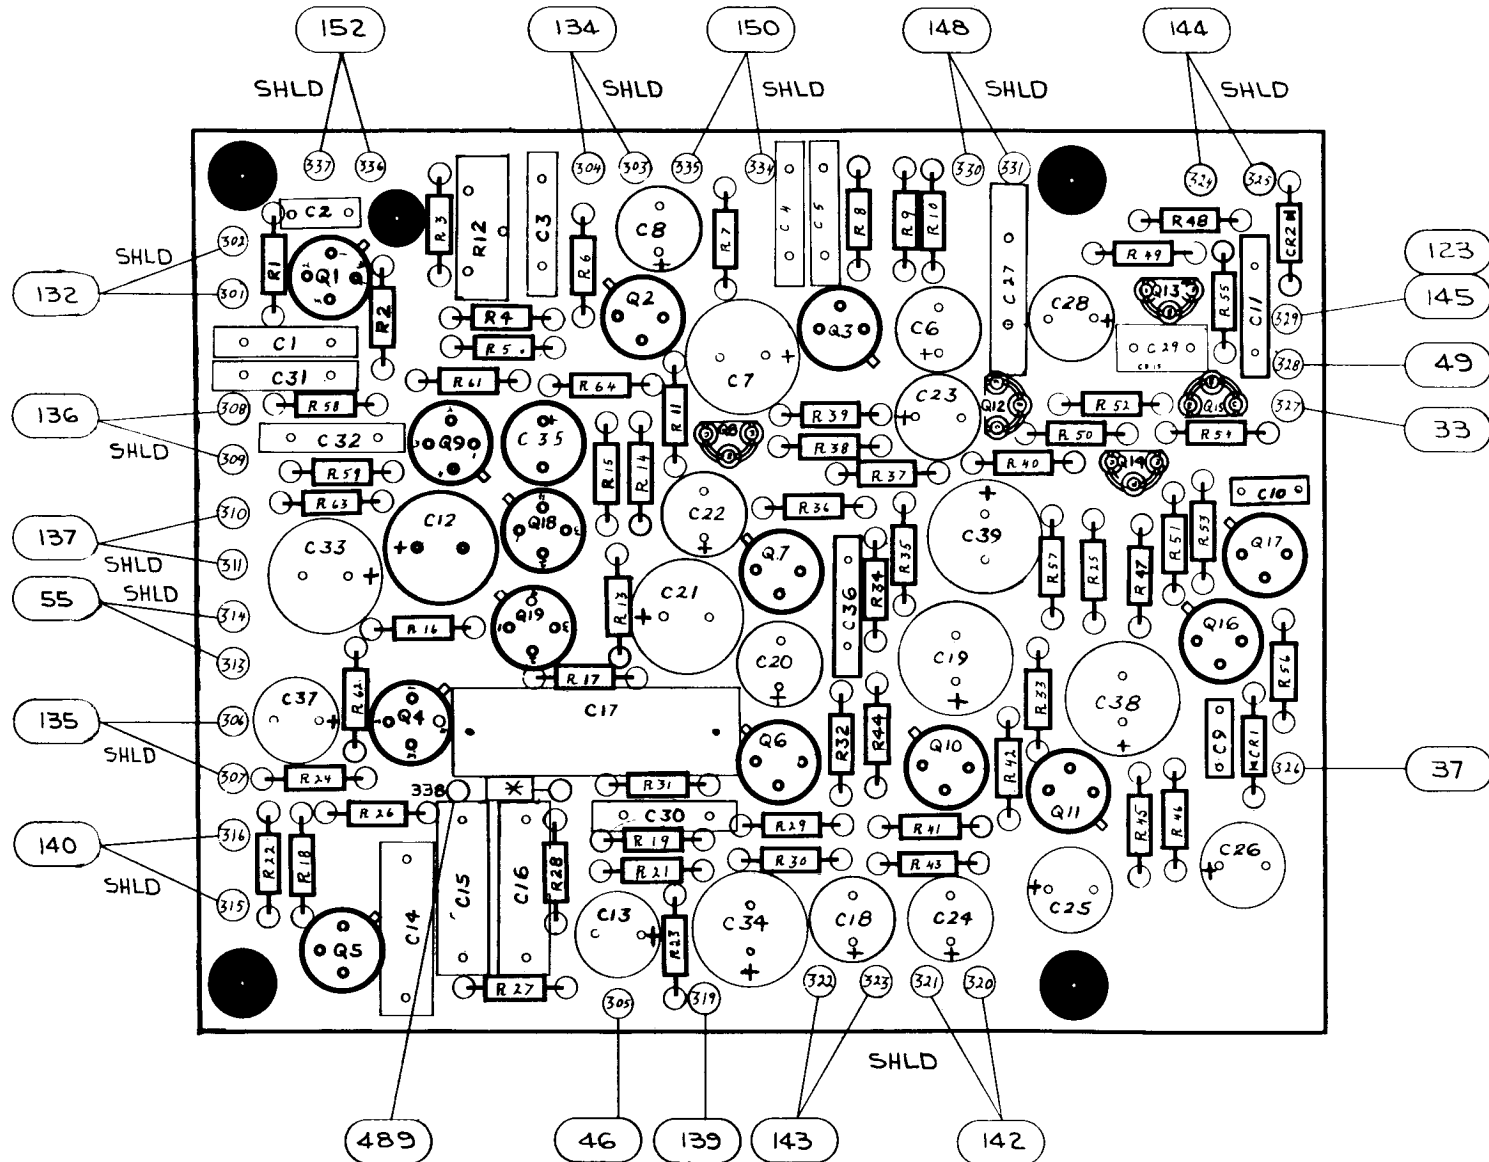 152 134 150 148 144
SHLD SHLD SHLD SHLD SHLD
337 336 304 303 335 334 330 331 324 325
C2 R3 R12 C3 C8 R7 C4 C5 R8 R9 R10 R48 CR2
SHLD 302 R1 Q1 R6 C27 R49 123
132 301 R2 R4 Q2 Q3 C6 C28 Q13 R55 C11 329 145
C1 R5 C7 C29 328 49
C31 R61 R64 R11 C23 Q12 R52 Q15 327 33
136 308 R58 R39
C32 Q9 C35 Q8 R38 R50 R54
SHLD 309 R59 R15 R14 R37 R40 Q14
137 310 R63 C12 Q18 C22 R36 C39 R51 R53 C10
SHLD 311 C33 Q7 C36 R34 R35 R57 R25 R47 Q17
SHLD
55 314 R16 Q19 R13 C21 Q16
313 R17 C20 C19 R33 R56
C37 R62 Q4 C17 R32 R44 C38
135 306 Q6 Q10 R42 C9 CR1
SHLD 307 R24 338 * R31 Q11 326 37
140 316 R22 R18 R26 C30 R29 R41 R45 R46
C15 C16 R28 R19 R30 R43 C26
SHLD 315 R21 C25
Q5 C14 C13 R23 C34 C18 C24
R27 305 319 322 323 321 320
SHLD
489 46 139 143 142